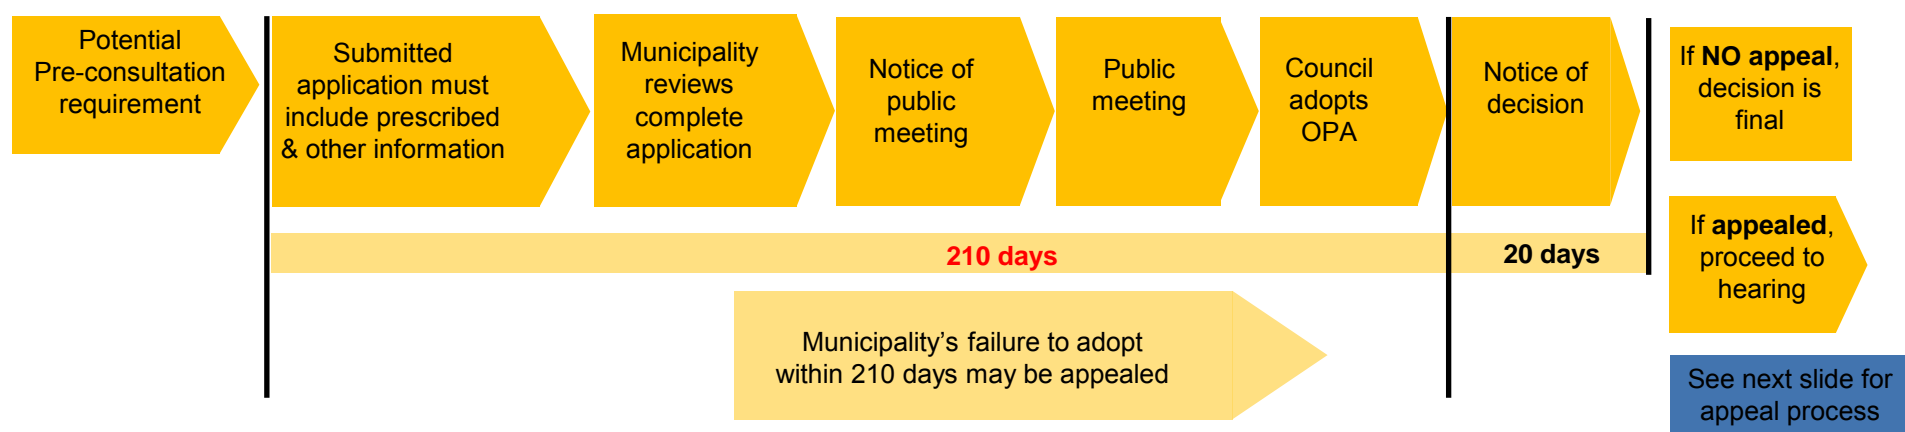 Potential
Pre-consultation
requirement
Submitted
application must
include prescribed
& other information
Municipality
reviews
complete
application
Notice of
public
meeting
Public
meeting
Council
adopts
OPA
Notice of
decision
If NO appeal,
decision is
final
210 days
20 days
If appealed,
proceed to
hearing
Municipality’s failure to adopt
within 210 days may be appealed
See next slide for
appeal process